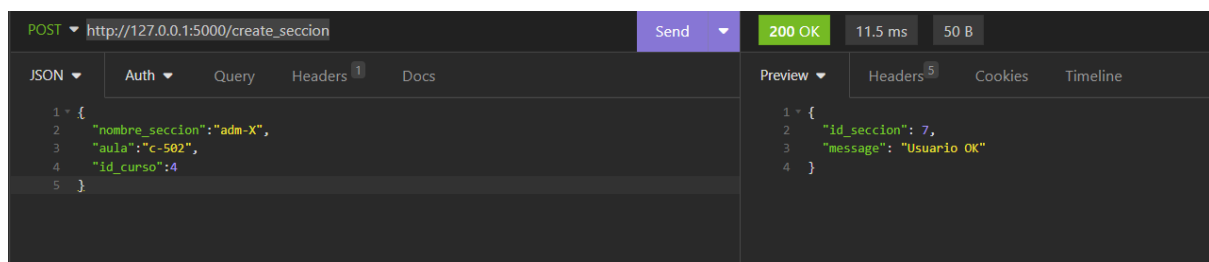 POST http://127.0.0.1:5000/create_seccion Send 200 OK 11.5 ms 50 B
JSON Auth Query Headers 1 Docs Preview Headers 5 Cookies Timeline
1 {
2 "nombre_seccion":"adm-X",
3 "aula":"c-502",
4 "id_curso":4
5 }
1 {
2 "id_seccion": 7,
3 "message": "Usuario OK"
4 }